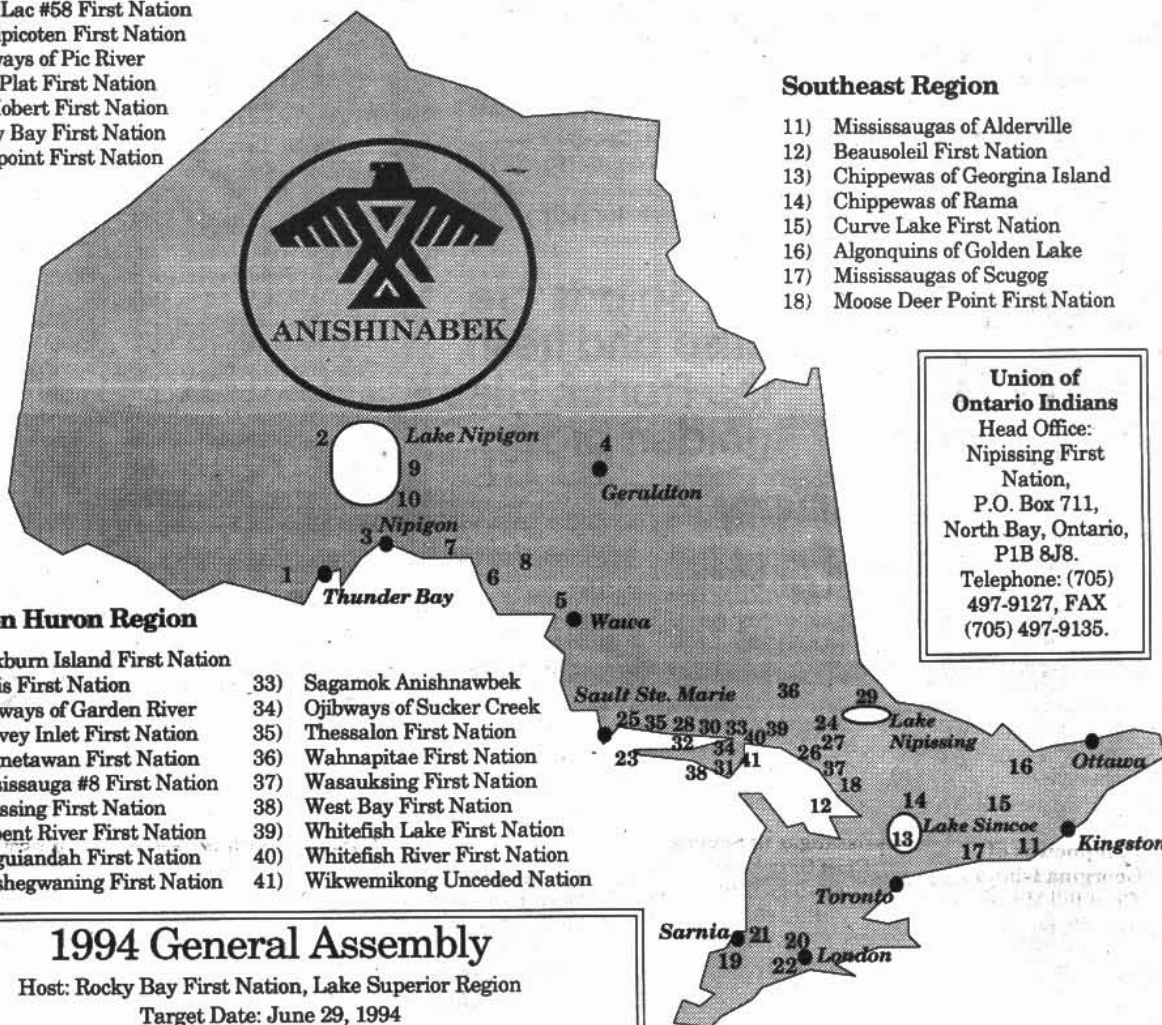 Lac #58 First Nation
ipicoten First Nation
ways of Pic River
Plat First Nation
obert First Nation
y Bay First Nation
point First Nation
Southeast Region
11) Mississaugas of Alderville
12) Beausoleil First Nation
13) Chippewas of Georgina Island
14) Chippewas of Rama
15) Curve Lake First Nation
16) Algonquins of Golden Lake
17) Mississaugas of Scugog
18) Moose Deer Point First Nation
ANISHINABEK
Union of
Ontario Indians
Head Office:
Nipissing First
Nation,
P.O. Box 711,
North Bay, Ontario,
P1B 8J8.
Telephone: (705)
497-9127, FAX
(705) 497-9135.
2 Lake Nipigon
9
10
4
Geraldton
Nipigon
3 7
8
6
1
Thunder Bay
5
Wawa
n Huron Region
kburn Island First Nation
is First Nation
ways of Garden River
vey Inlet First Nation
netawan First Nation
sissauga #8 First Nation
ssing First Nation
pent River First Nation
guiandah First Nation
shegwaning First Nation
33) Sagamok Anishnawbek
34) Ojibways of Sucker Creek
35) Thessalon First Nation
36) Wahnapitae First Nation
37) Wasauksing First Nation
38) West Bay First Nation
39) Whitefish Lake First Nation
40) Whitefish River First Nation
41) Wikwemikong Unceded Nation
Sault Ste. Marie
36
29
Lake
Nipissing
25 35 28 30 33 40 39
24
27
26
32
34
23
38 31 41
37
18
12
16
Ottawa
14
15
13
Lake Simcoe
17
11
Kingston
Toronto
Sarnia
21
19
20
22
London
1994 General Assembly
Host: Rocky Bay First Nation, Lake Superior Region
Target Date: June 29, 1994